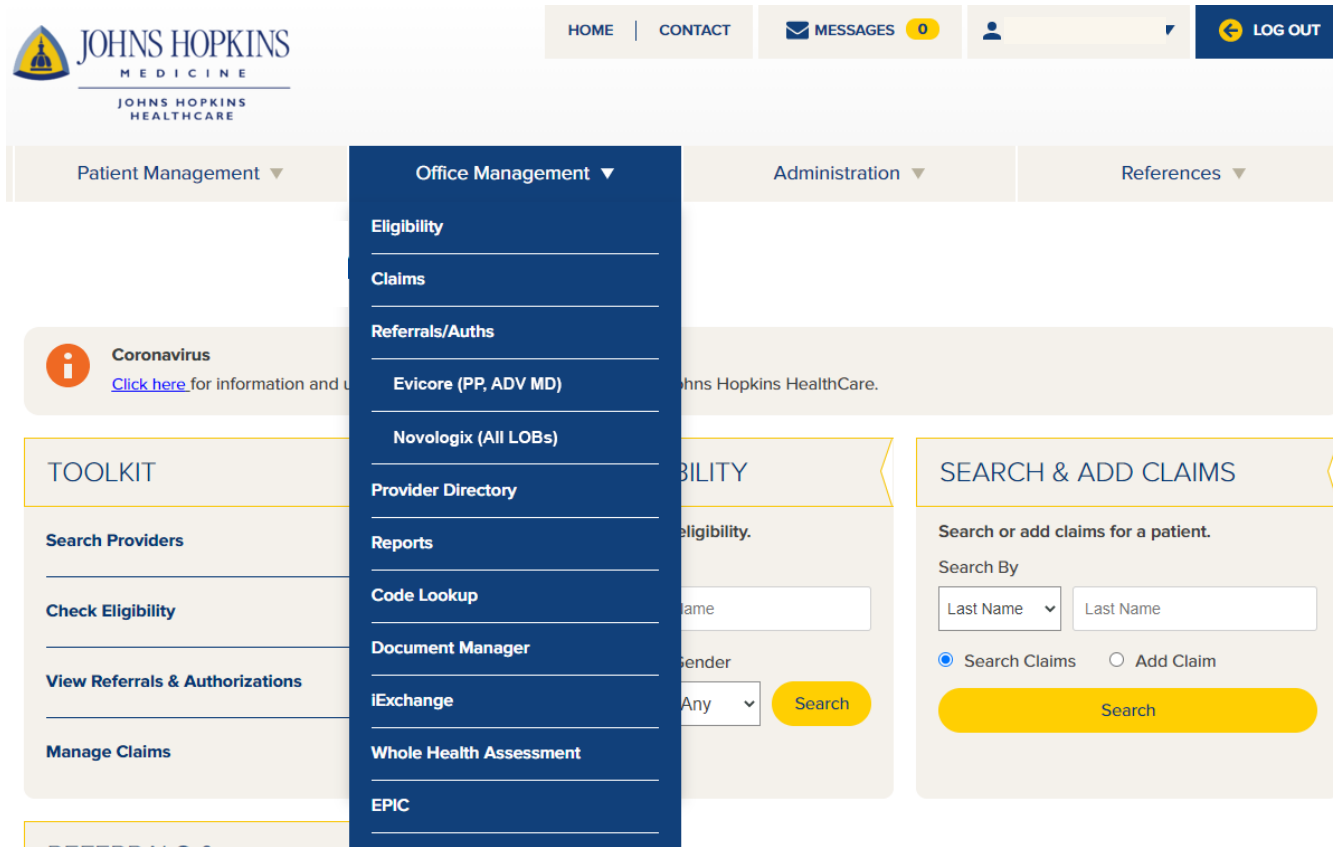 JOHNS HOPKINS
MEDICINE
JOHNS HOPKINS
HEALTHCARE
HOME | CONTACT
MESSAGES 0
LOG OUT
Patient Management
Office Management
Administration
References
Eligibility
Claims
Referrals/Auths
Evicore (PP, ADV MD)
Novologix (All LOBs)
Provider Directory
Reports
Code Lookup
Document Manager
iExchange
Whole Health Assessment
EPIC
Coronavirus
Click here for information and
Hopkins HealthCare.
TOOLKIT
Search Providers
Check Eligibility
View Referrals & Authorizations
Manage Claims
eligibility.
Any
Search
SEARCH & ADD CLAIMS
Search or add claims for a patient.
Search By
Last Name Last Name
Search Claims Add Claim
Search